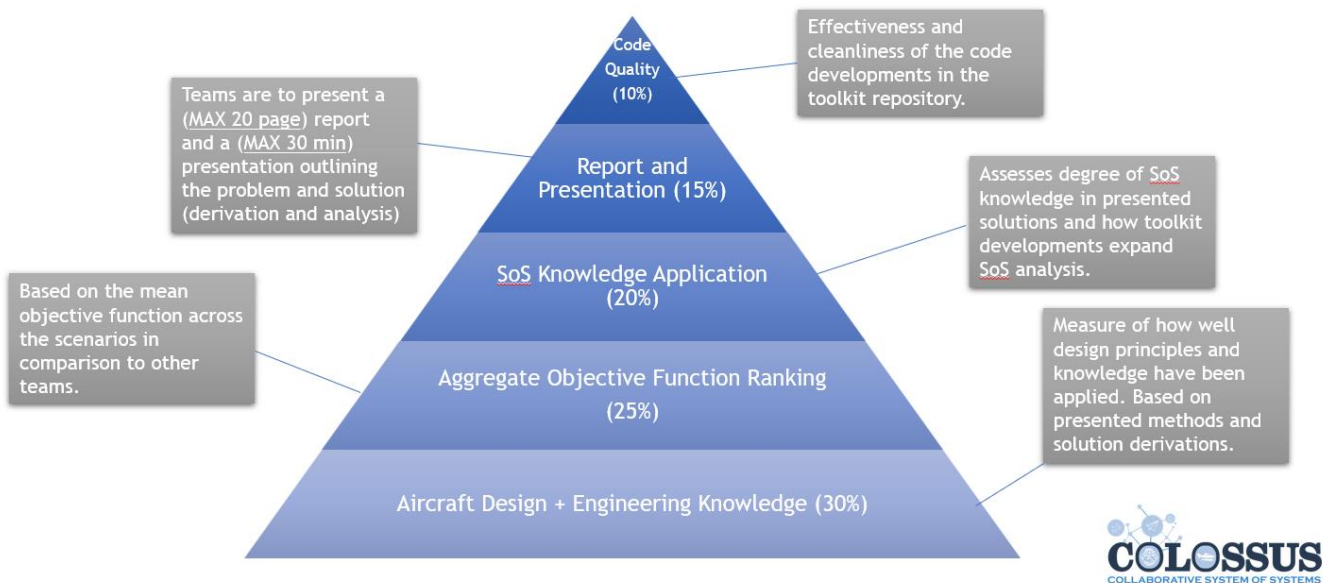 Code
Quality
(10%)
Effectiveness and
cleanliness of the code
developments in the
toolkit repository.
Teams are to present a
(MAX 20 page) report
and a (MAX 30 min)
presentation outlining
the problem and solution
(derivation and analysis)
Report and
Presentation (15%)
Assesses degree of SoS
knowledge in presented
solutions and how toolkit
developments expand
SoS analysis.
SoS Knowledge Application
(20%)
Based on the mean
objective function across
the scenarios in
comparison to other
teams.
Aggregate Objective Function Ranking
(25%)
Measure of how well
design principles and
knowledge have been
applied. Based on
presented methods and
solution derivations.
Aircraft Design + Engineering Knowledge (30%)
COLOSSUS
COLLABORATIVE SYSTEM OF SYSTEMS